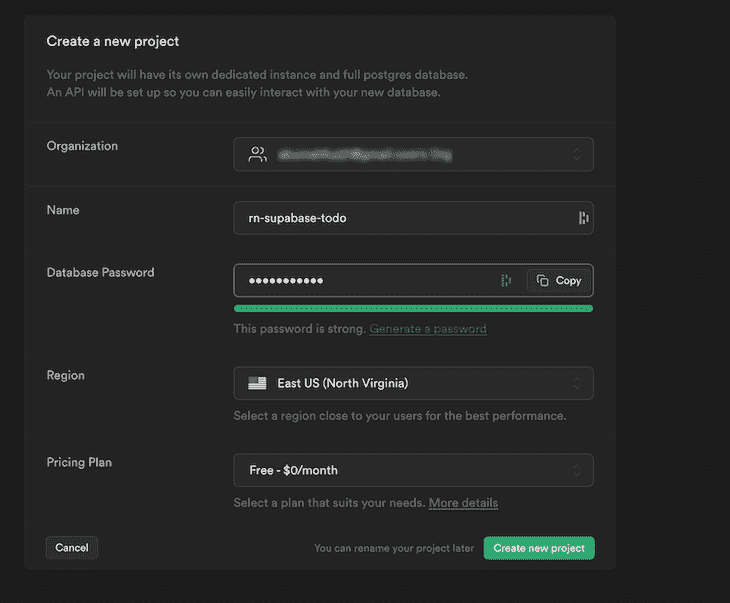 Create a new project
Your project will have its own dedicated instance and full postgres database.
An API will be set up so you can easily interact with your new database.
Organization
Name
rn-supabase-todo
Database Password
•••••••••••
Copy
This password is strong. Generate a password
Region
East US (North Virginia)
Select a region close to your users for the best performance.
Pricing Plan
Free - $0/month
Select a plan that suits your needs. More details
Cancel
You can rename your project later
Create new project